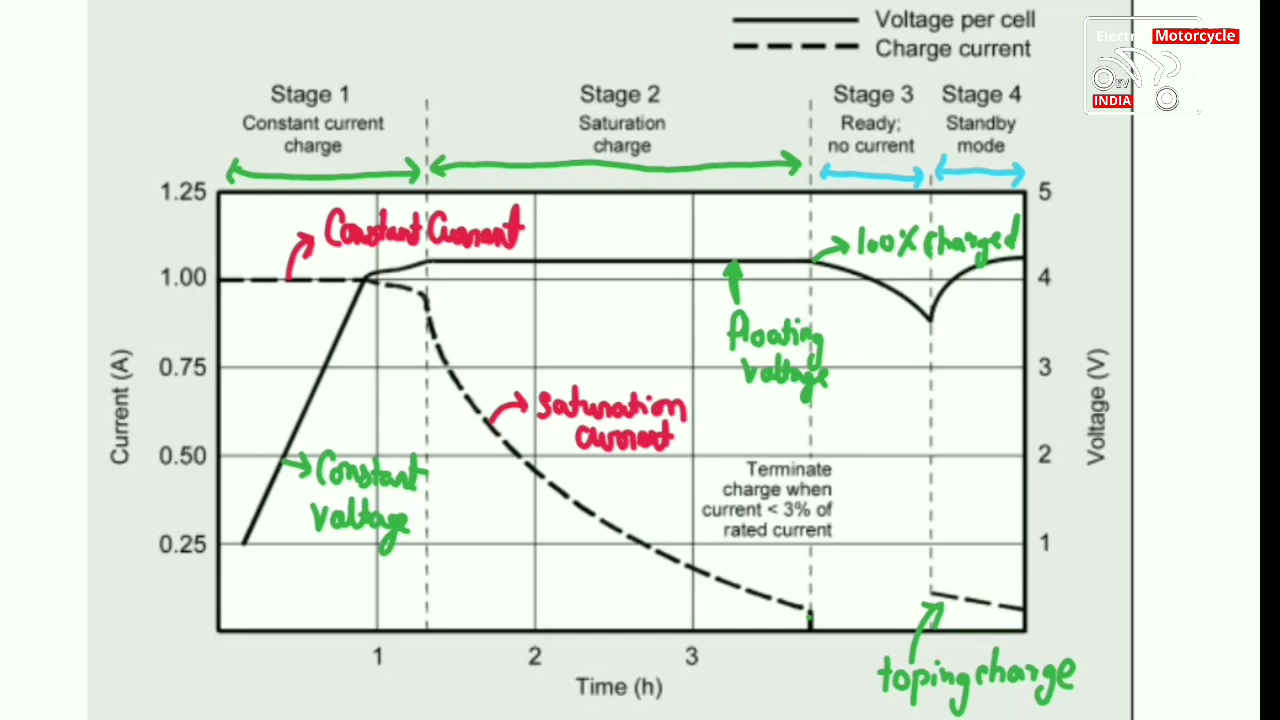 Voltage per cell
Charge current
Electr Motorcycle
EV
INDIA
Stage 1
Constant current
charge
Stage 2
Saturation
charge
Stage 3
Ready;
no current
Stage 4
Standby
mode
1.25
1.00
0.75
0.50
0.25
Current (A)
5
4
3
2
1
Voltage (V)
Constant Current
100% charged
floating
voltage
saturation
current
Constant
voltage
Terminate
charge when
current < 3% of
rated current
1
2
3
Time (h)
toping charge